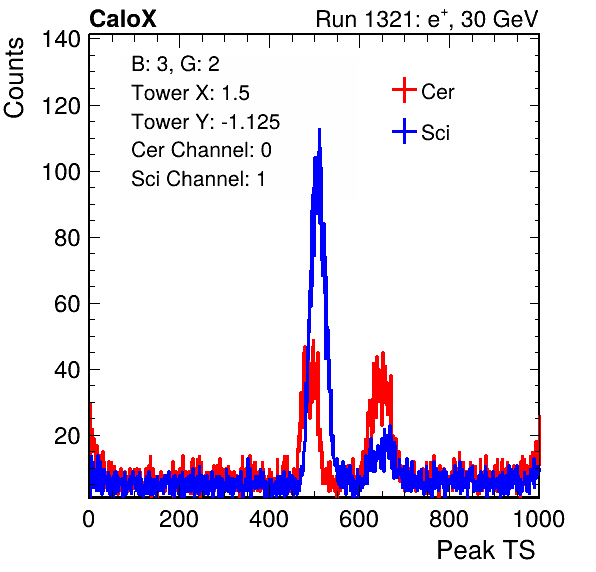 CaloX Run 1321: e⁺, 30 GeV
B: 3, G: 2
Tower X: 1.5
Tower Y: -1.125
Cer Channel: 0
Sci Channel: 1
Cer
Sci
Counts
140
120
100
80
60
40
20
0 200 400 600 800 1000
Peak TS